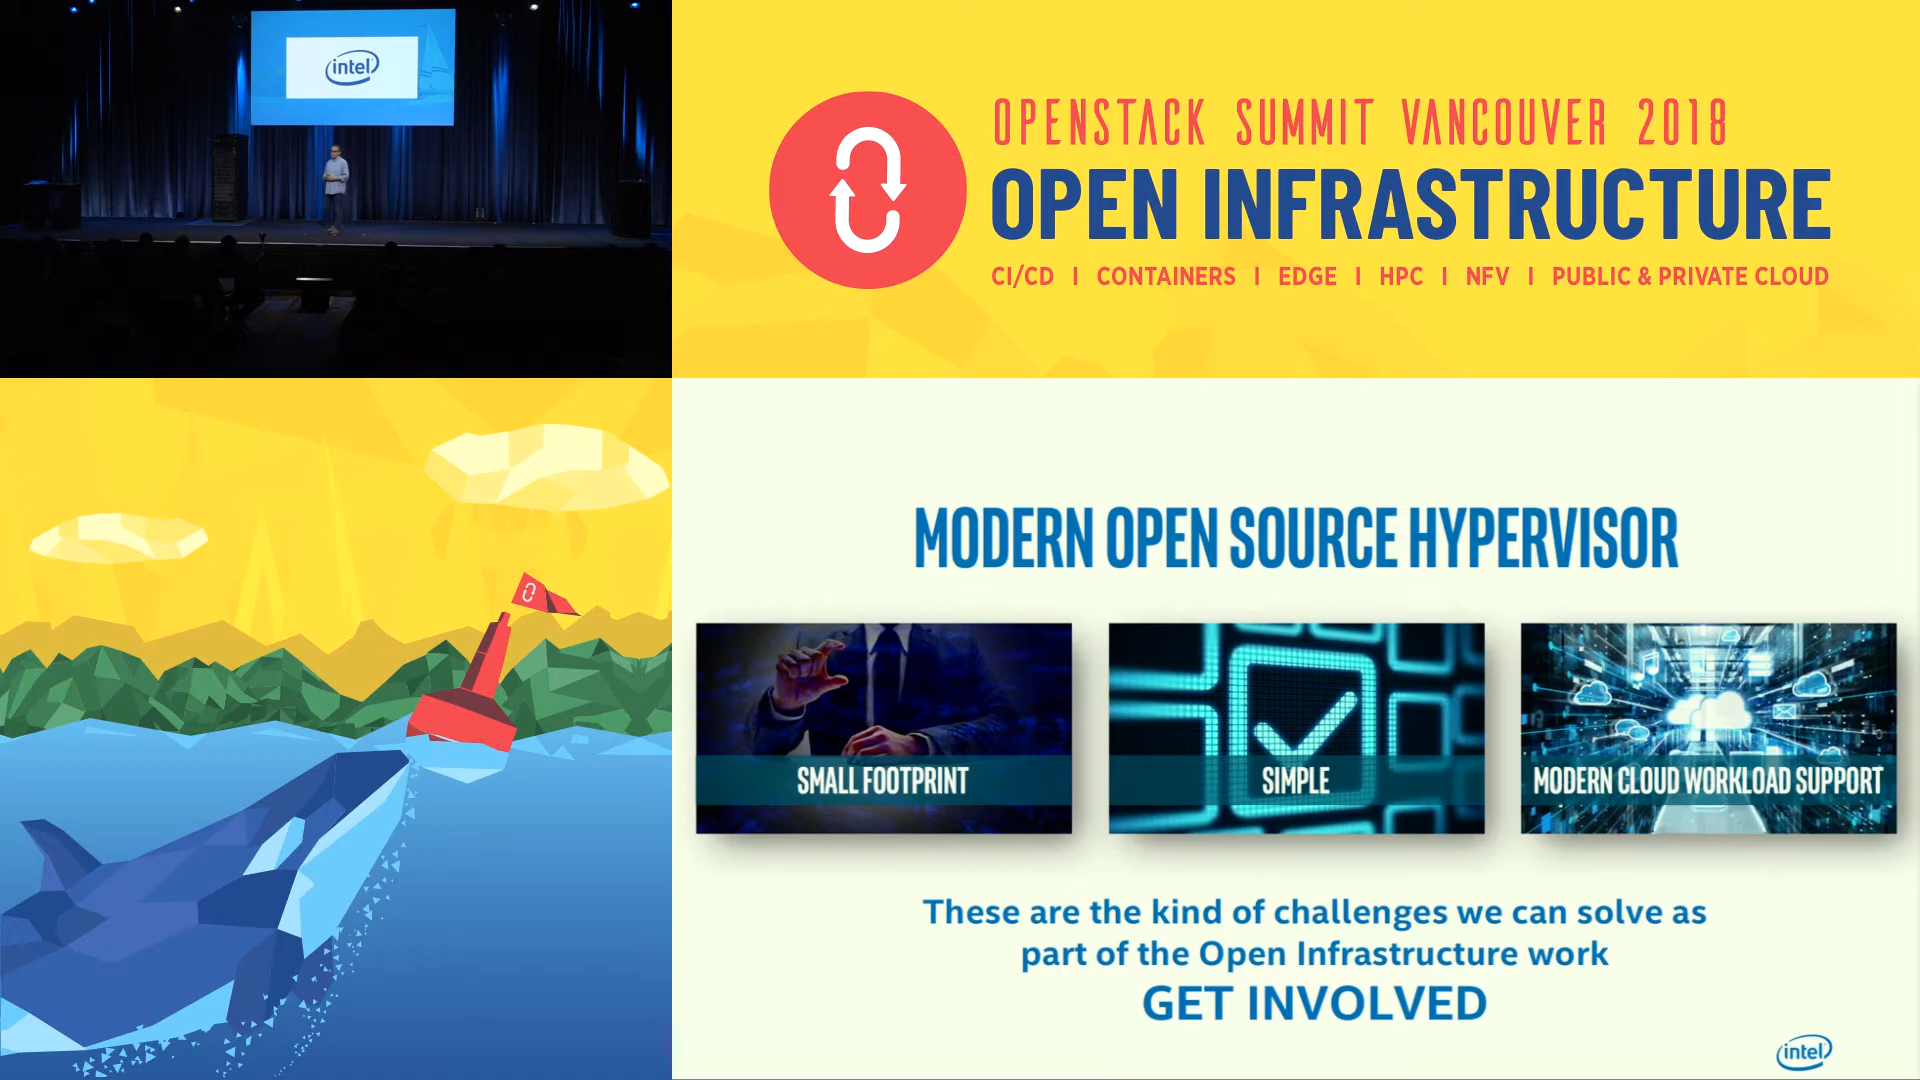 intel
OPENSTACK SUMMIT VANCOUVER 2018
OPEN INFRASTRUCTURE
CI/CD | CONTAINERS | EDGE | HPC | NFV | PUBLIC & PRIVATE CLOUD
MODERN OPEN SOURCE HYPERVISOR
SMALL FOOTPRINT
SIMPLE
MODERN CLOUD WORKLOAD SUPPORT
These are the kind of challenges we can solve as
part of the Open Infrastructure work
GET INVOLVED
intel